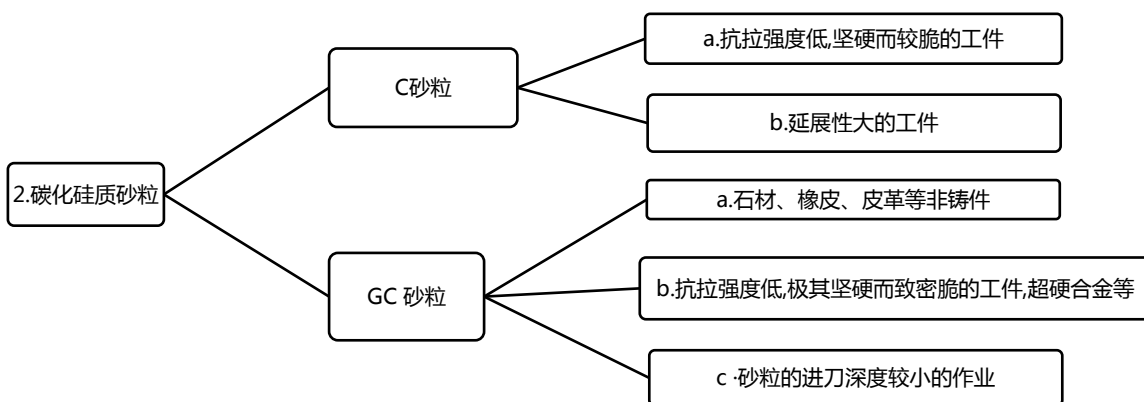 2.碳化硅质砂粒
C砂粒
a.抗拉强度低,坚硬而较脆的工件
b.延展性大的工件
GC 砂粒
a.石材、橡皮、皮革等非铸件
b.抗拉强度低,极其坚硬而致密脆的工件,超硬合金等
c ·砂粒的进刀深度较小的作业